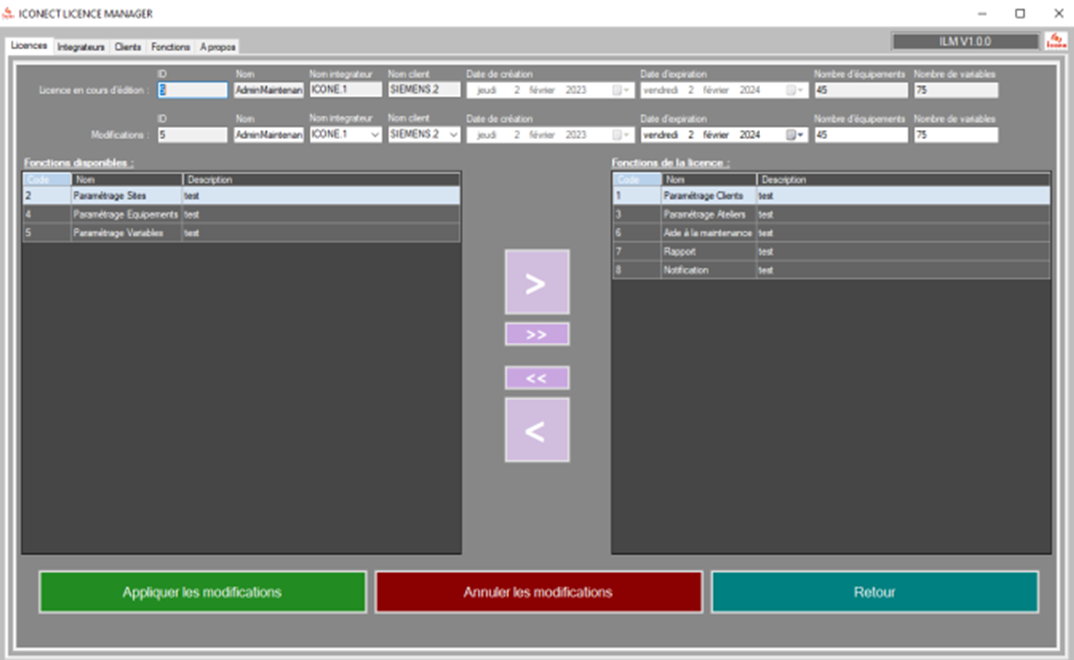 ICONECT LICENCE MANAGER
Licences Integrateurs Clients Fonctions A propos
ILM V1.0.0
ID Nom Nom integrateur Nom client Date de création Date d'expiration Nombre d'équipements Nombre de variables
Licence en cours d'édition : 5 AdminMaintenan ICONE.1 SIEMENS.2 jeudi 2 février 2023 vendredi 2 février 2024 45 75
ID Nom Nom integrateur Nom client Date de création Date d'expiration Nombre d'équipements Nombre de variables
Modifications : 5 AdminMaintenan ICONE.1 SIEMENS.2 jeudi 2 février 2023 vendredi 2 février 2024 45 75
Fonctions disponibles :
Code Nom Description
2 Paramétrage Sites test
4 Paramétrage Equipements test
5 Paramétrage Variables test
>
>>
<<
<
Fonctions de la licence :
Code Nom Description
1 Paramétrage Clients test
3 Paramétrage Ateliers test
6 Aide à la maintenance test
7 Rapport test
8 Notification test
Appliquer les modifications Annuler les modifications Retour